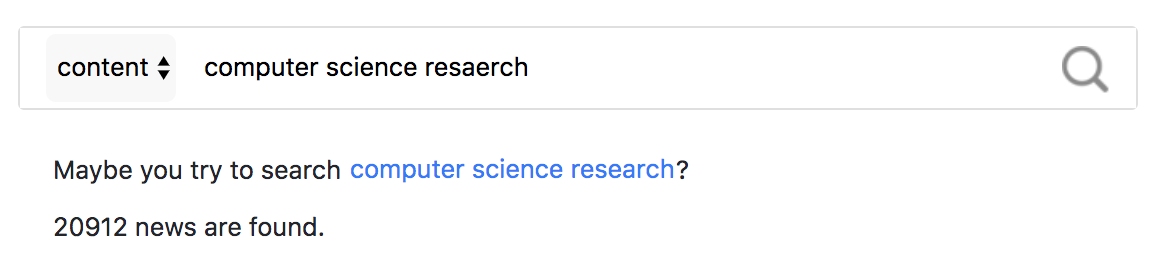 content computer science resaerch
Maybe you try to search computer science research?
20912 news are found.